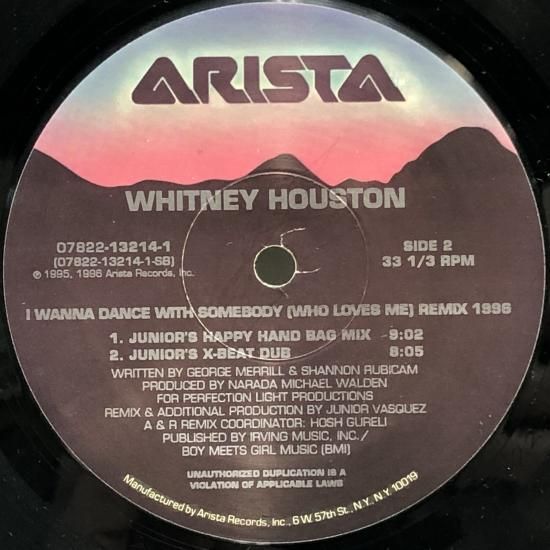 ARISTA
WHITNEY HOUSTON
07822-13214-1
(07822-13214-1-SB)
℗ 1995, 1996 Arista Records, Inc.
SIDE 2
33 1/3 RPM
I WANNA DANCE WITH SOMEBODY (WHO LOVES ME) REMIX 1996
1. JUNIOR'S HAPPY HAND BAG MIX 9:02
2. JUNIOR'S X-BEAT DUB 8:05
WRITTEN BY GEORGE MERRILL & SHANNON RUBICAM
PRODUCED BY NARADA MICHAEL WALDEN
FOR PERFECTION LIGHT PRODUCTIONS
REMIX & ADDITIONAL PRODUCTION BY JUNIOR VASQUEZ
A & R REMIX COORDINATOR: HOSH GURELI
PUBLISHED BY IRVING MUSIC, INC./
BOY MEETS GIRL MUSIC (BMI)
UNAUTHORIZED DUPLICATION IS A
VIOLATION OF APPLICABLE LAWS
Manufactured by Arista Records, Inc., 6 W. 57th St., N.Y., N.Y. 10019